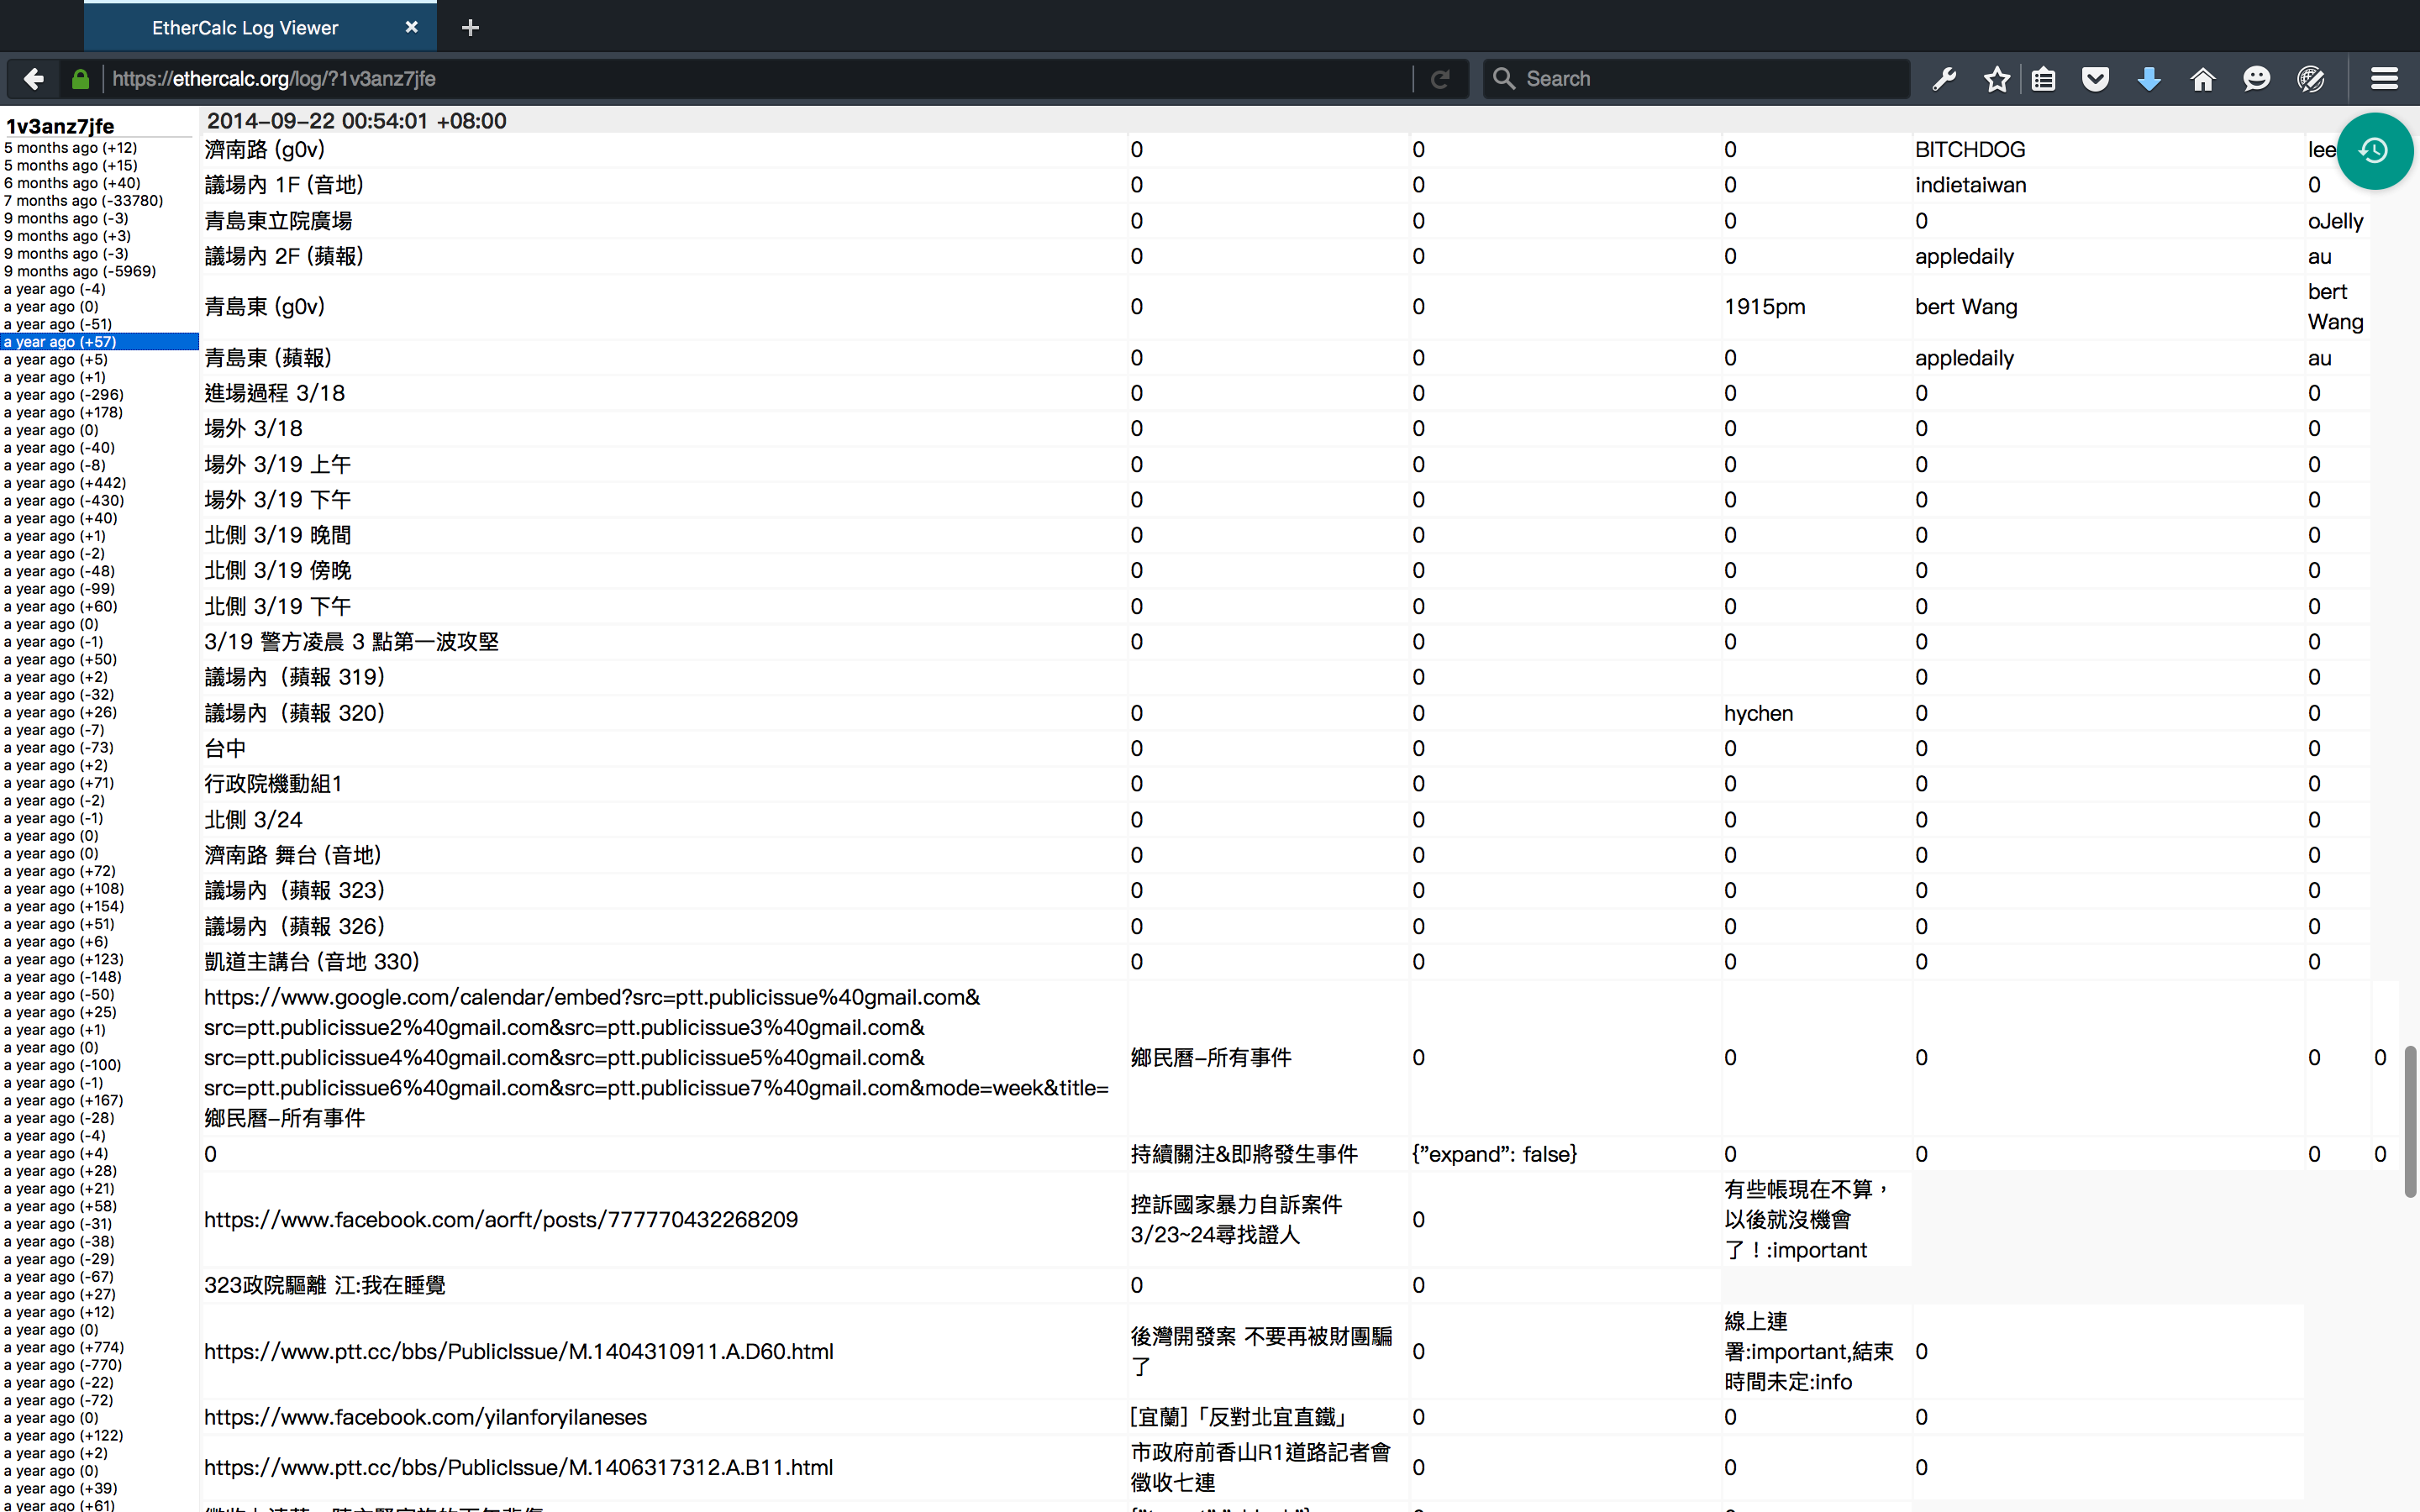 EtherCalc Log Viewer
https://ethercalc.org/log/?1v3anz7jfe
Search
1v3anz7jfe
5 months ago (+12)
5 months ago (+15)
6 months ago (+40)
7 months ago (-33780)
9 months ago (-3)
9 months ago (+3)
9 months ago (-3)
9 months ago (-5969)
a year ago (-4)
a year ago (0)
a year ago (-51)
a year ago (+57)
a year ago (+5)
a year ago (+1)
a year ago (-296)
a year ago (+178)
a year ago (0)
a year ago (-40)
a year ago (-8)
a year ago (+442)
a year ago (-430)
a year ago (+40)
a year ago (+1)
a year ago (-2)
a year ago (-48)
a year ago (-99)
a year ago (+60)
a year ago (0)
a year ago (-1)
a year ago (+50)
a year ago (+2)
a year ago (-32)
a year ago (+26)
a year ago (-7)
a year ago (-73)
a year ago (+2)
a year ago (+71)
a year ago (-2)
a year ago (-1)
a year ago (0)
a year ago (0)
a year ago (+72)
a year ago (+108)
a year ago (+154)
a year ago (+51)
a year ago (+6)
a year ago (+123)
a year ago (-148)
a year ago (-50)
a year ago (+25)
a year ago (+1)
a year ago (0)
a year ago (-100)
a year ago (-1)
a year ago (+167)
a year ago (-28)
a year ago (-4)
a year ago (+4)
a year ago (+28)
a year ago (+21)
a year ago (+58)
a year ago (-31)
a year ago (-38)
a year ago (-29)
a year ago (-67)
a year ago (+27)
a year ago (+12)
a year ago (0)
a year ago (+774)
a year ago (-770)
a year ago (-22)
a year ago (-72)
a year ago (0)
a year ago (+122)
a year ago (+2)
a year ago (0)
a year ago (+39)
a year ago (+61)
2014-09-22 00:54:01 +08:00
濟南路 (g0v) 0 0 0 BITCHDOG lee
議場內 1F (音地) 0 0 0 indietaiwan 0
青島東立院廣場 0 0 0 0 oJelly
議場內 2F (蘋報) 0 0 0 appledaily au
青島東 (g0v) 0 0 1915pm bert Wang bert
Wang
青島東 (蘋報) 0 0 0 appledaily au
進場過程 3/18 0 0 0 0 0
場外 3/18 0 0 0 0 0
場外 3/19 上午 0 0 0 0 0
場外 3/19 下午 0 0 0 0 0
北側 3/19 晚間 0 0 0 0 0
北側 3/19 傍晚 0 0 0 0 0
北側 3/19 下午 0 0 0 0 0
3/19 警方凌晨 3 點第一波攻堅 0 0 0 0 0
議場內（蘋報 319） 0 0 0
議場內（蘋報 320） 0 0 hychen 0 0
台中 0 0 0 0 0
行政院機動組1 0 0 0 0 0
北側 3/24 0 0 0 0 0
濟南路 舞台 (音地) 0 0 0 0 0
議場內（蘋報 323） 0 0 0 0 0
議場內（蘋報 326） 0 0 0 0 0
凱道主講台 (音地 330) 0 0 0 0 0
https://www.google.com/calendar/embed?src=ptt.publicissue%40gmail.com&
src=ptt.publicissue2%40gmail.com&src=ptt.publicissue3%40gmail.com&
src=ptt.publicissue4%40gmail.com&src=ptt.publicissue5%40gmail.com&
src=ptt.publicissue6%40gmail.com&src=ptt.publicissue7%40gmail.com&mode=week&title=
鄉民曆–所有事件
鄉民曆–所有事件 0 0 0 0 0
0 持續關注&即將發生事件 {"expand": false} 0 0 0 0
https://www.facebook.com/aorft/posts/777770432268209
控訴國家暴力自訴案件
3/23~24尋找證人
0
有些帳現在不算，
以後就沒機會
了！:important
323政院驅離 江:我在睡覺 0 0
https://www.ptt.cc/bbs/PublicIssue/M.1404310911.A.D60.html
後灣開發案 不要再被財團騙
了
0
線上連
署:important,結束
時間未定:info
0
https://www.facebook.com/yilanforyilaneses [宜蘭]「反對北宜直鐵」 0 0 0
https://www.ptt.cc/bbs/PublicIssue/M.1406317312.A.B11.html
市政府前香山R1道路記者會
徵收七連
0 0 0